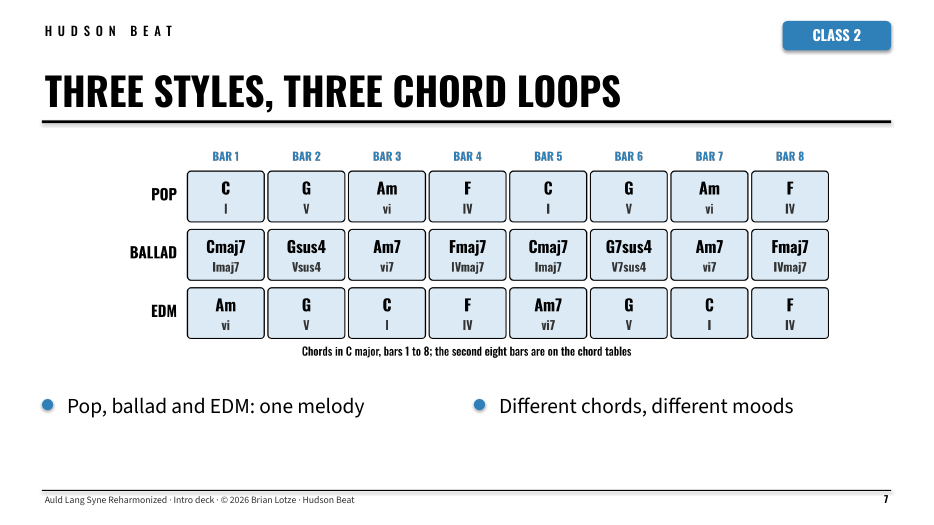 HUDSON BEAT
CLASS 2
THREE STYLES, THREE CHORD LOOPS
BAR 1 BAR 2 BAR 3 BAR 4 BAR 5 BAR 6 BAR 7 BAR 8
POP C G Am F C G Am F
I V vi IV I V vi IV
BALLAD Cmaj7 Gsus4 Am7 Fmaj7 Cmaj7 G7sus4 Am7 Fmaj7
Imaj7 Vsus4 vi7 IVmaj7 Imaj7 V7sus4 vi7 IVmaj7
EDM Am G C F Am7 G C F
vi V I IV vi7 V I IV
Chords in C major, bars 1 to 8; the second eight bars are on the chord tables
Pop, ballad and EDM: one melody
Different chords, different moods
Auld Lang Syne Reharmonized · Intro deck · © 2026 Brian Lotze · Hudson Beat
7